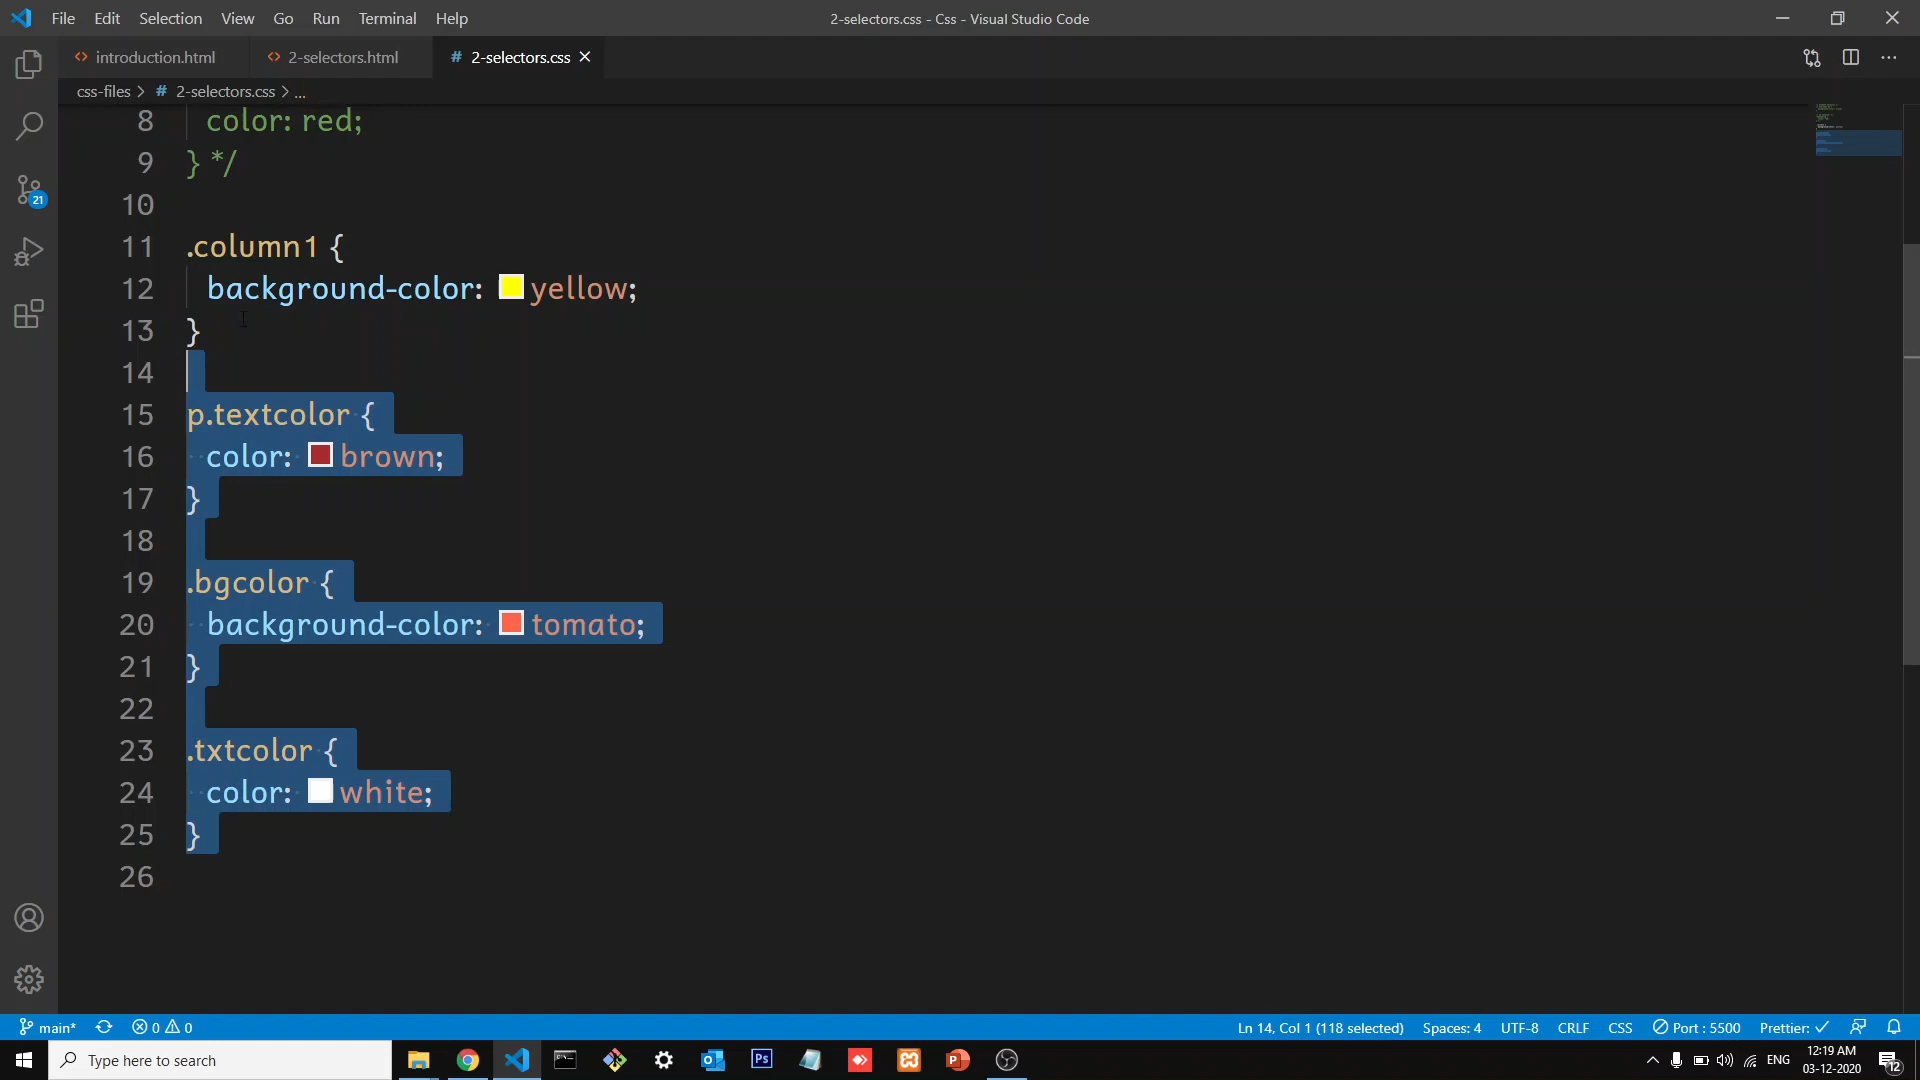 File Edit Selection View Go Run Terminal Help 2-selectors.css - Css - Visual Studio Code
<> introduction.html <> 2-selectors.html # 2-selectors.css
css-files > # 2-selectors.css > ...
8 color: red;
9 } */
10
11 .column1 {
12 background-color: yellow;
13 }
14
15 p.textcolor {
16 color: brown;
17 }
18
19 .bgcolor {
20 background-color: tomato;
21 }
22
23 .txtcolor {
24 color: white;
25 }
26
21
main* 0 0 Ln 14, Col 1 (118 selected) Spaces: 4 UTF-8 CRLF CSS Port : 5500 Prettier: ✓
Type here to search Ps ENG 12:19 AM
03-12-2020 12